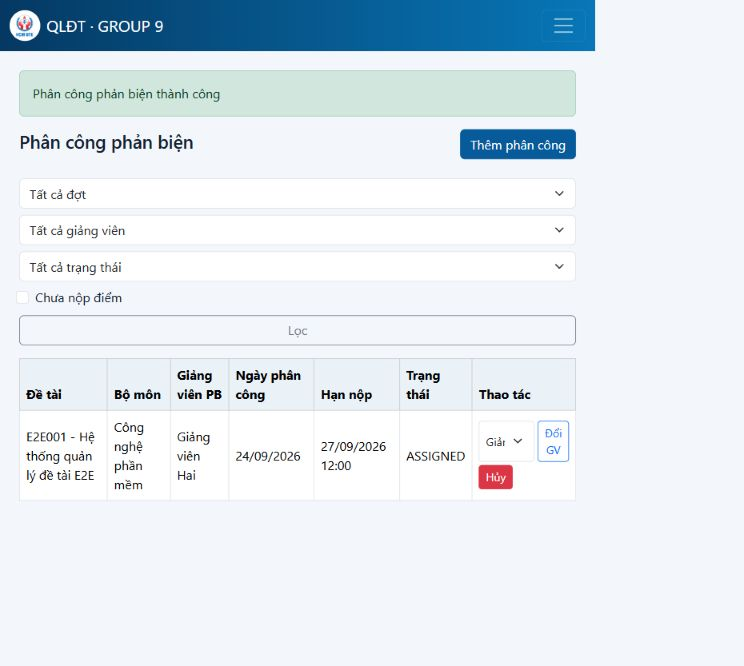 QLĐT · GROUP 9
Phân công phản biện thành công
Phân công phản biện
Thêm phân công
Tất cả đợt
Tất cả giảng viên
Tất cả trạng thái
Chưa nộp điểm
Lọc
Đề tài
Bộ môn
Giảng
viên PB
Ngày phân
công
Hạn nộp
Trạng
thái
Thao tác
E2E001 - Hệ
thống quản
lý đề tài E2E
Công
nghệ
phần
mềm
Giảng
viên
Hai
24/09/2026
27/09/2026
12:00
ASSIGNED
Giản
Đổi
GV
Hủy